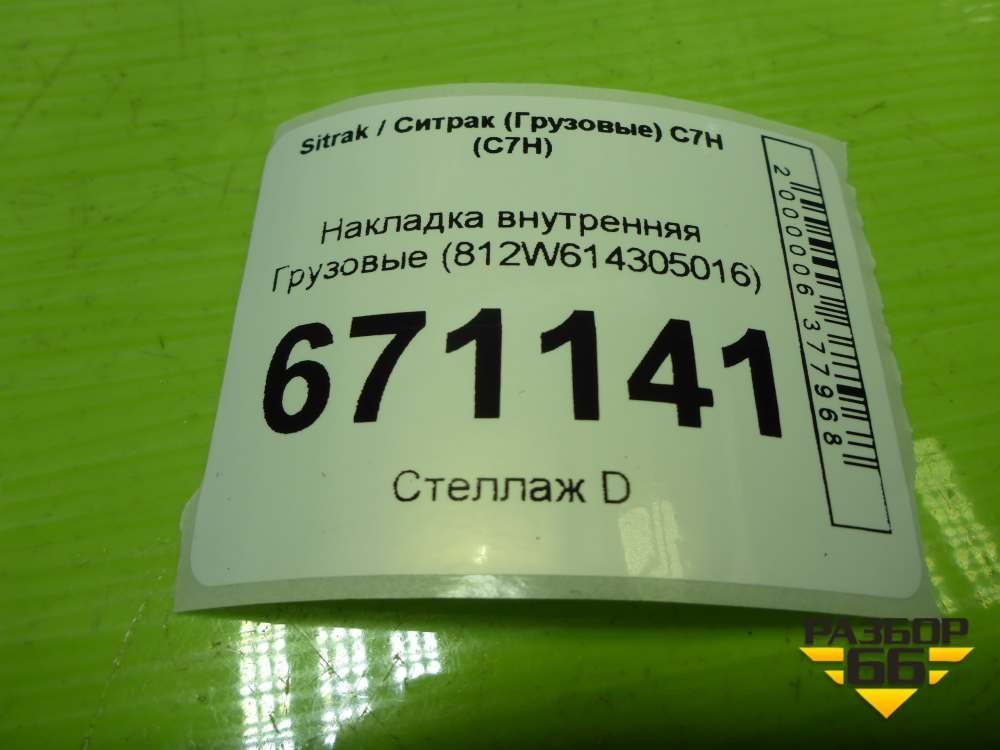 Sitrak / Ситрак (Грузовые) C7H
(C7H)
Накладка внутренняя
Грузовые (812W614305016)
671141
Стеллаж D
2000006377968
РАЗБОР
66